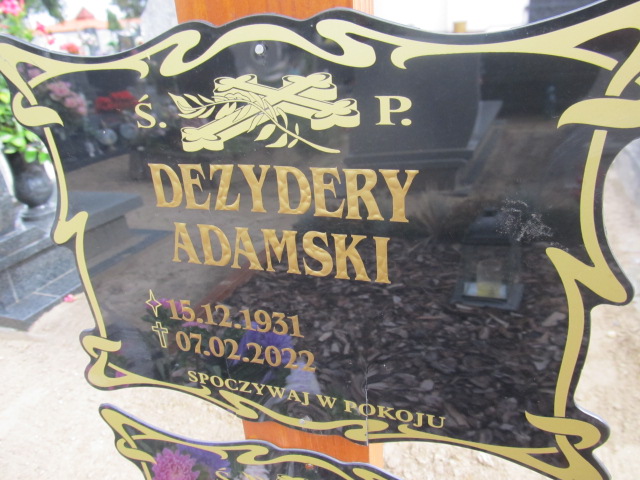 Ś. P.
DEZYDERY
ADAMSKI
15.12.1931
07.02.2022
SPOCZYWAJ W POKOJU